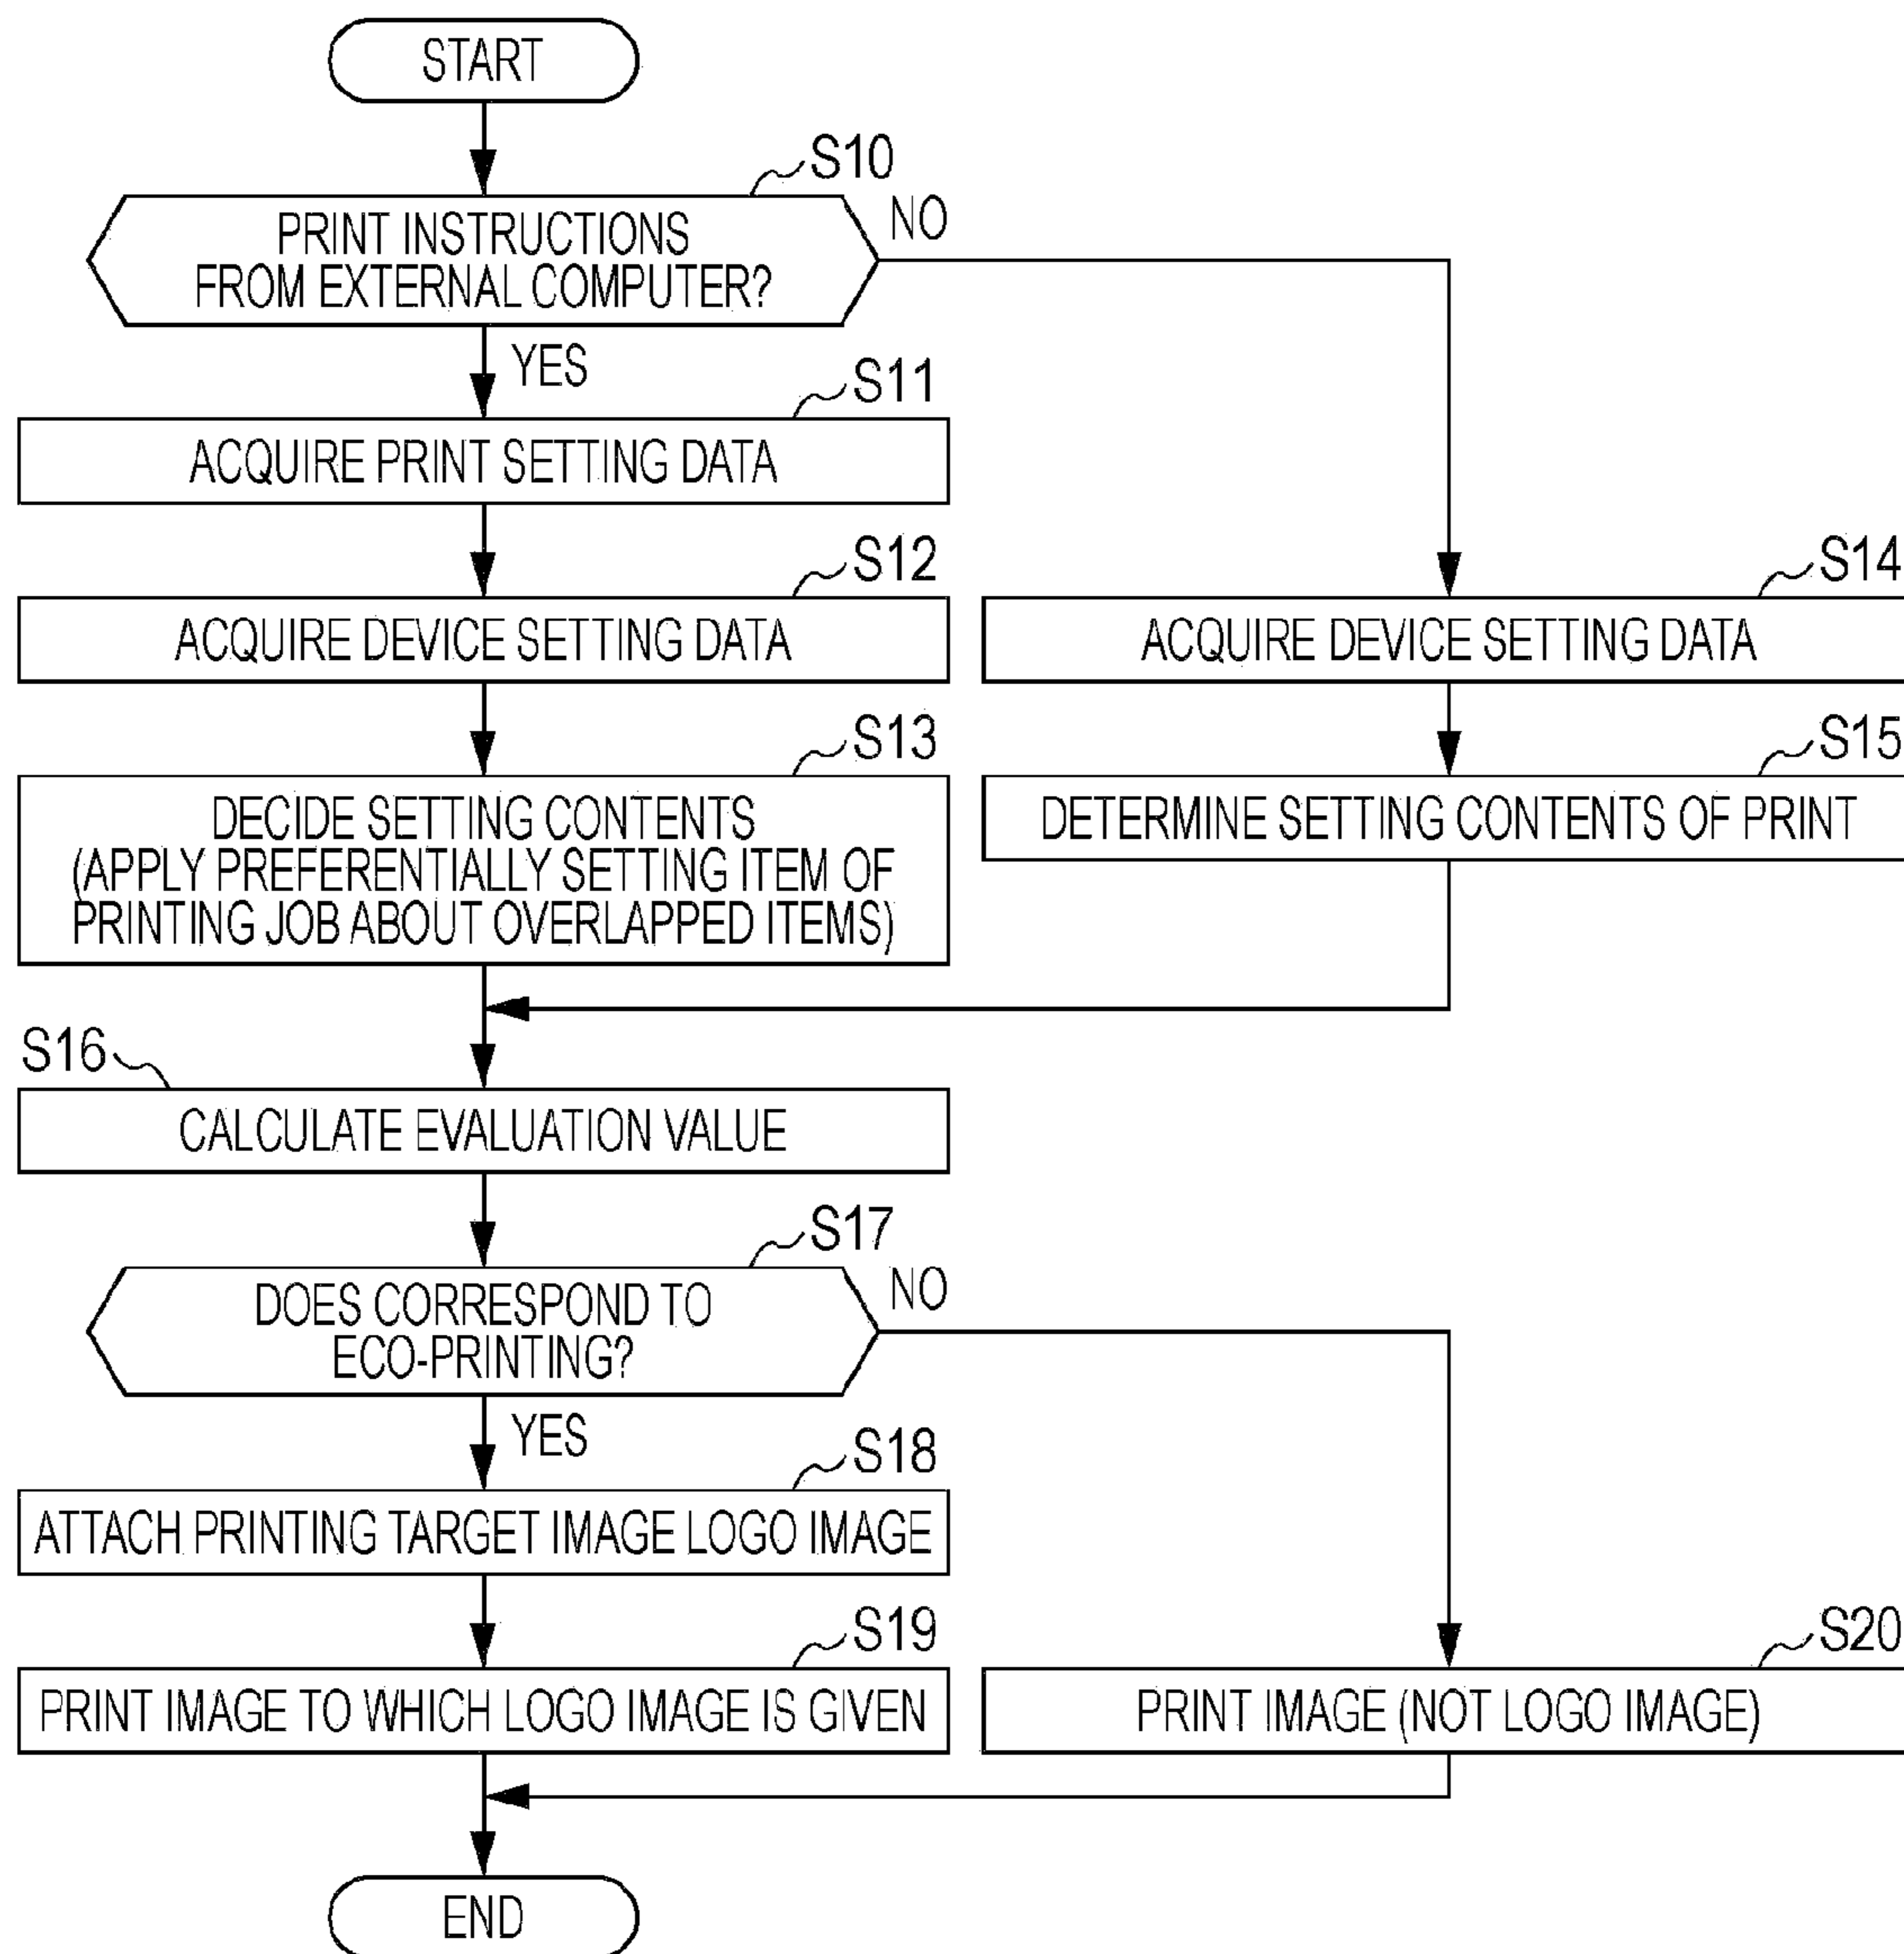 START
S10
PRINT INSTRUCTIONS
FROM EXTERNAL COMPUTER?
NO
YES
S11
ACQUIRE PRINT SETTING DATA
S12
ACQUIRE DEVICE SETTING DATA
S14
ACQUIRE DEVICE SETTING DATA
S13
DECIDE SETTING CONTENTS
(APPLY PREFERENTIALLY SETTING ITEM OF
PRINTING JOB ABOUT OVERLAPPED ITEMS)
S15
DETERMINE SETTING CONTENTS OF PRINT
S16
CALCULATE EVALUATION VALUE
S17
DOES CORRESPOND TO
ECO-PRINTING?
NO
YES
S18
ATTACH PRINTING TARGET IMAGE LOGO IMAGE
S19
PRINT IMAGE TO WHICH LOGO IMAGE IS GIVEN
S20
PRINT IMAGE (NOT LOGO IMAGE)
END